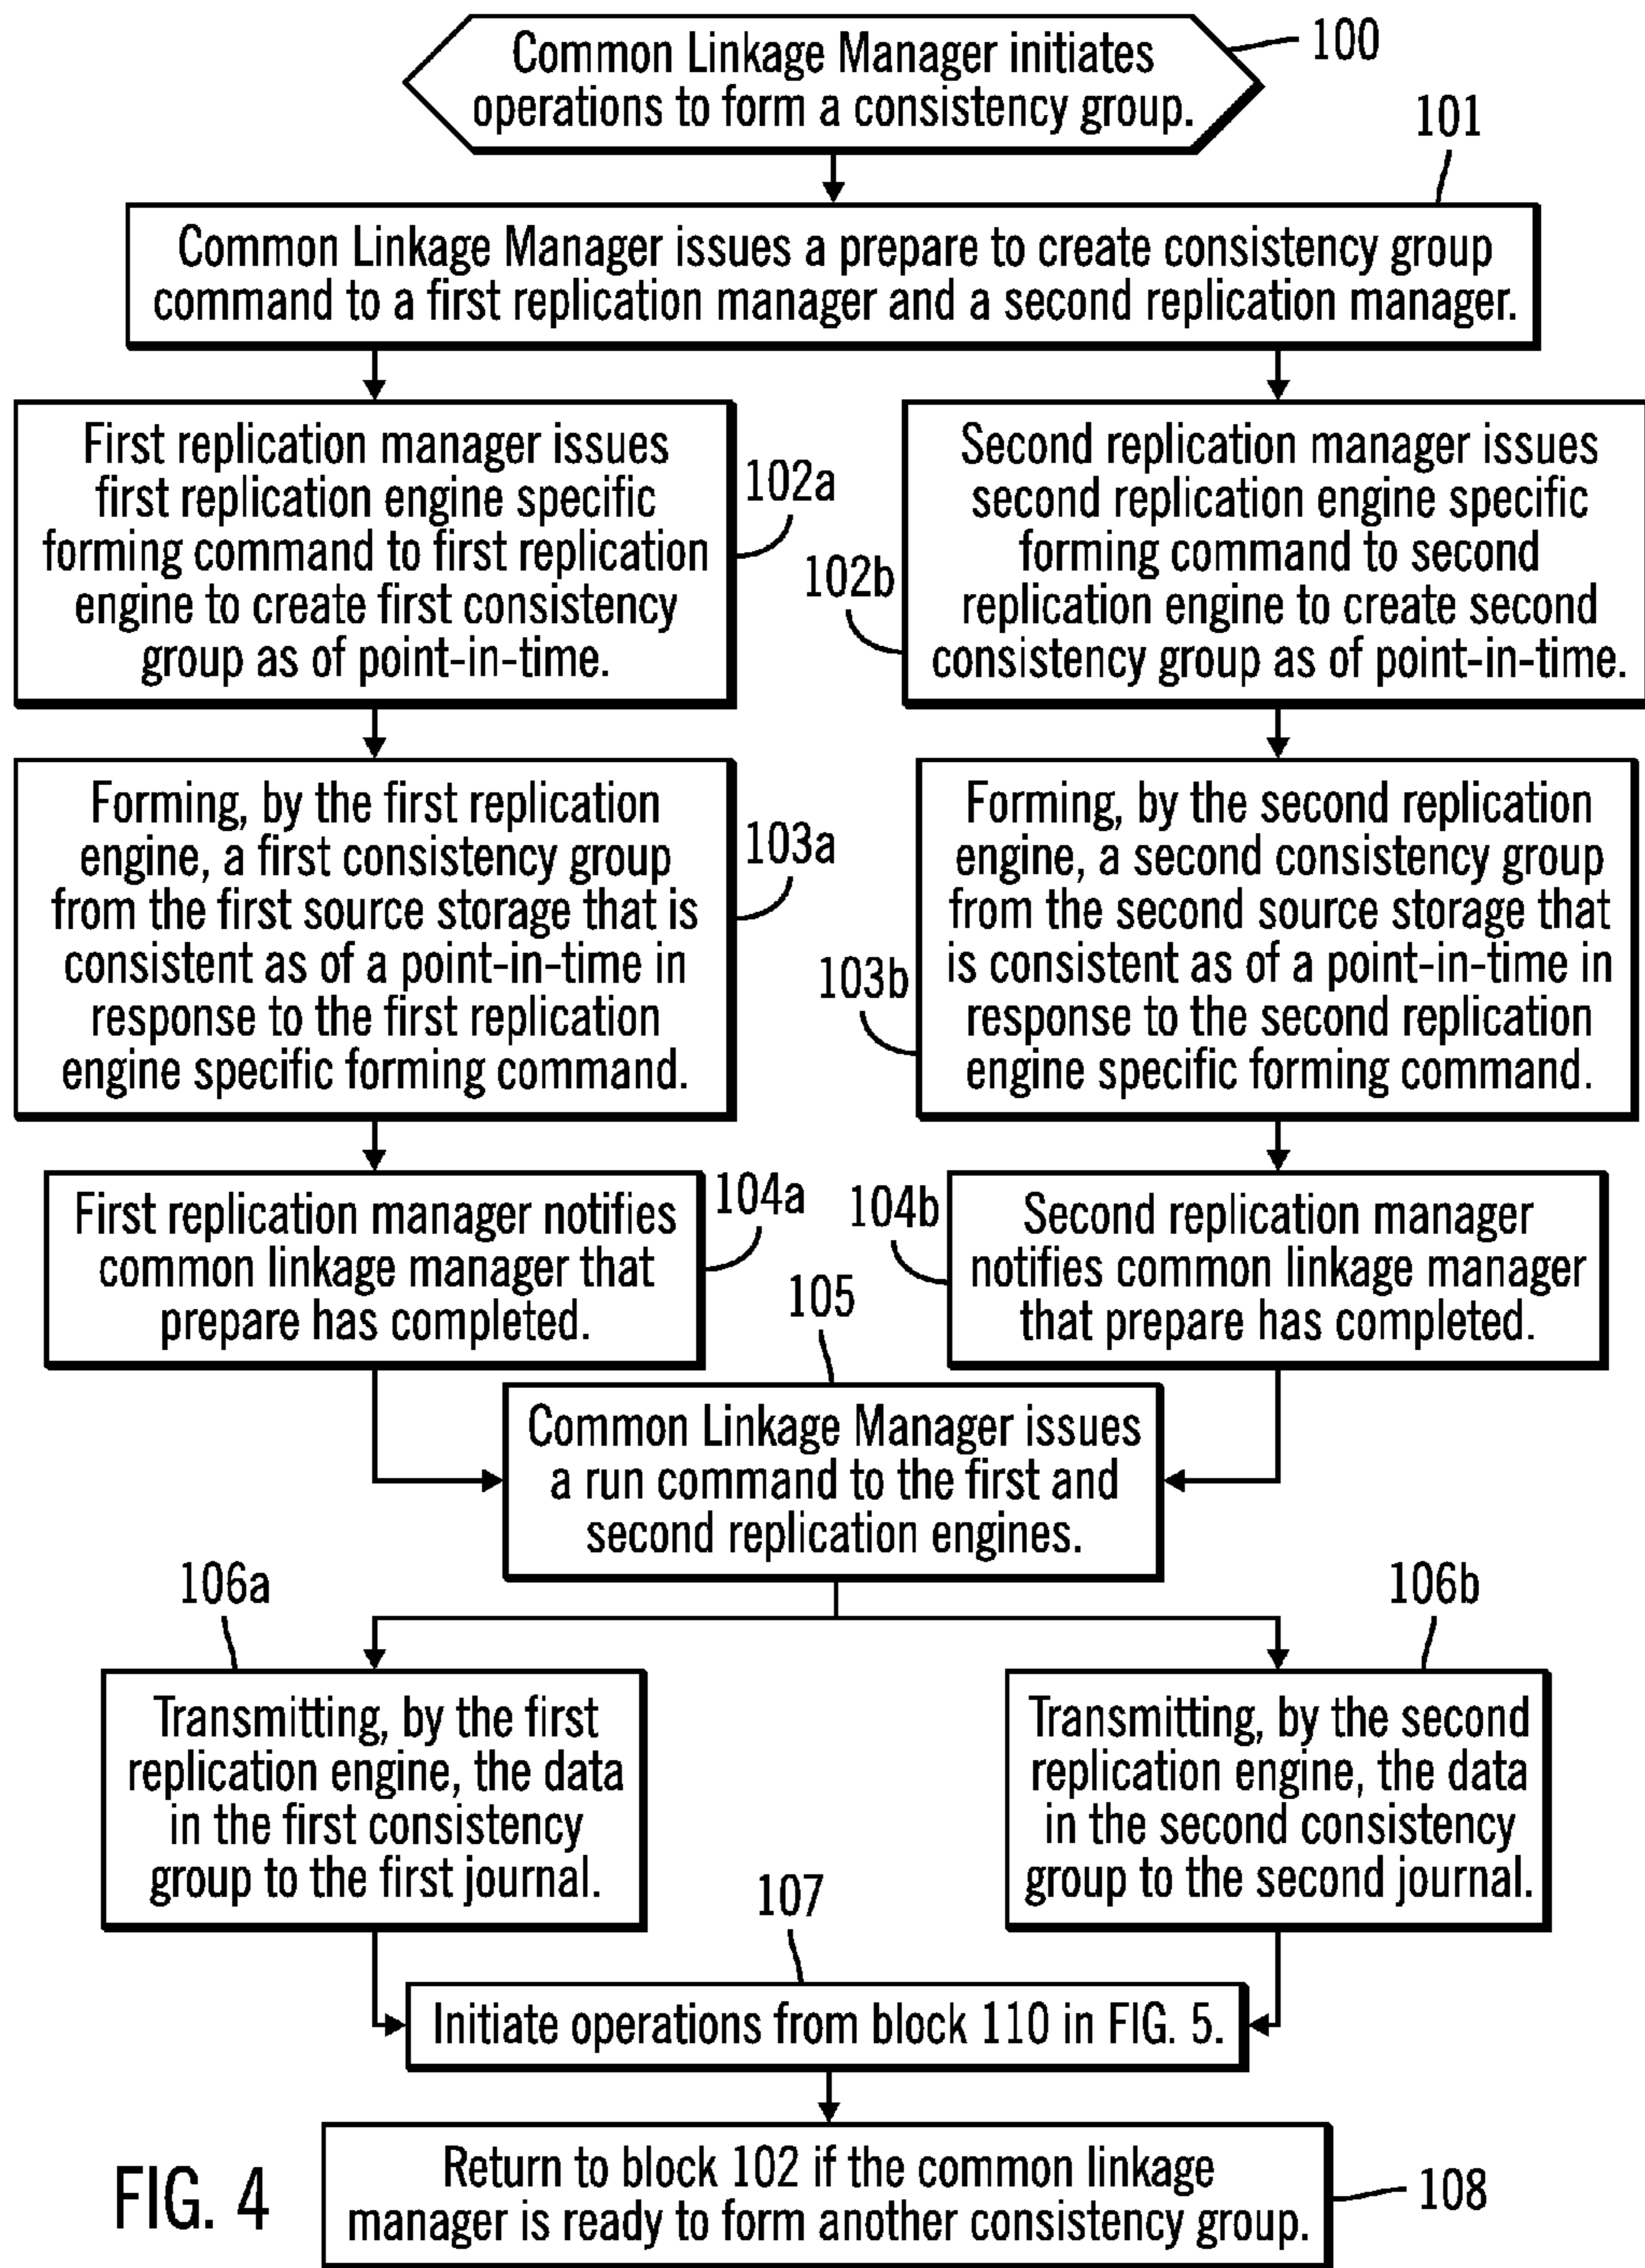 Common Linkage Manager initiates
operations to form a consistency group.
100
101
Common Linkage Manager issues a prepare to create consistency group
command to a first replication manager and a second replication manager.
First replication manager issues
first replication engine specific
forming command to first replication
engine to create first consistency
group as of point-in-time.
102a
Second replication manager issues
second replication engine specific
forming command to second
replication engine to create second
consistency group as of point-in-time.
102b
Forming, by the first replication
engine, a first consistency group
from the first source storage that is
consistent as of a point-in-time in
response to the first replication
engine specific forming command.
103a
Forming, by the second replication
engine, a second consistency group
from the second source storage that
is consistent as of a point-in-time in
response to the second replication
engine specific forming command.
103b
First replication manager notifies
common linkage manager that
prepare has completed.
104a
104b
Second replication manager
notifies common linkage manager
that prepare has completed.
105
Common Linkage Manager issues
a run command to the first and
second replication engines.
106a
106b
Transmitting, by the first
replication engine, the data
in the first consistency
group to the first journal.
Transmitting, by the second
replication engine, the data
in the second consistency
group to the second journal.
107
Initiate operations from block 110 in FIG. 5.
Return to block 102 if the common linkage
manager is ready to form another consistency group.
108
FIG. 4